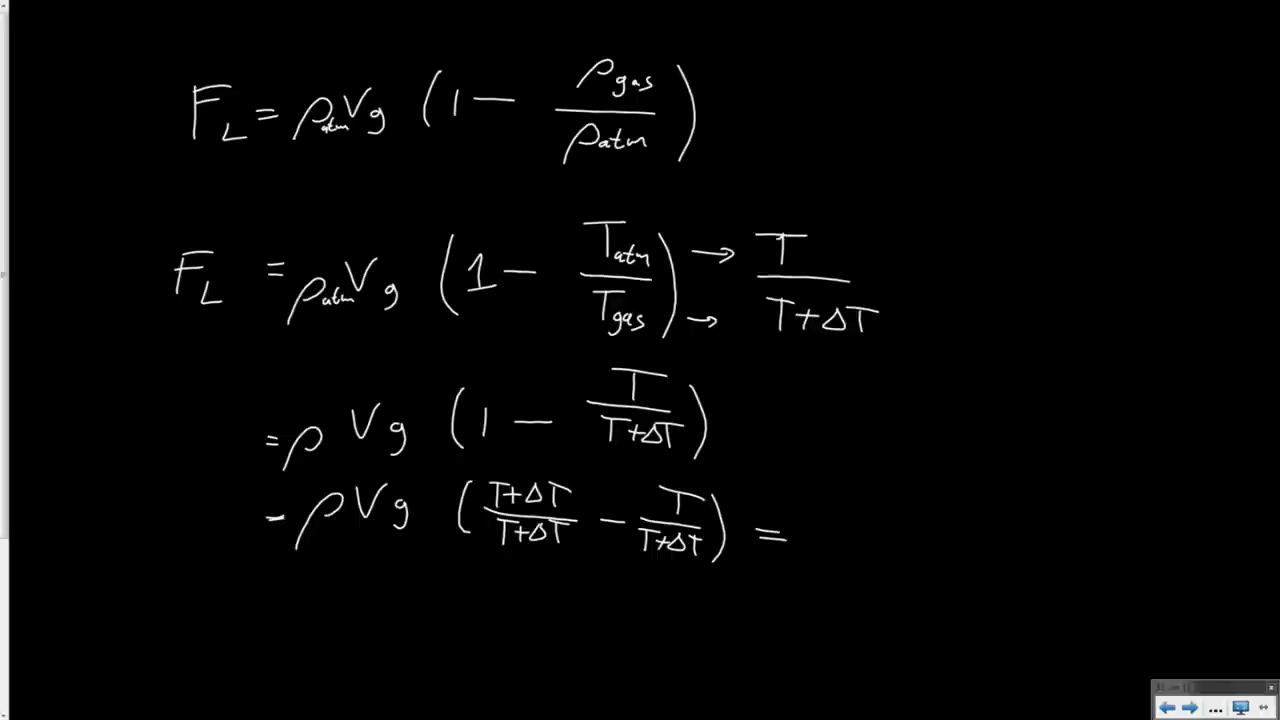 F_L = ρ_atm V g (1 − ρ_gas / ρ_atm)
F_L = ρ_atm V g (1 − T_atm / T_gas) → → T / T+ΔT
= ρ V g (1 − T / T+ΔT)
- ρ V g (T+ΔT / T+ΔT − T / T+ΔT) =